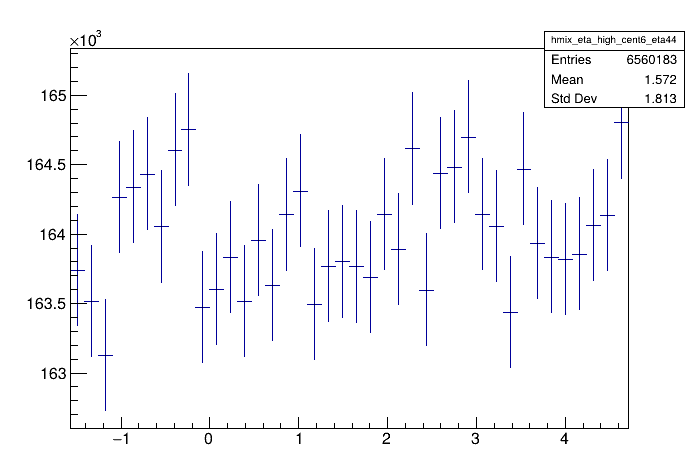 ×10³
hmix_eta_high_cent6_eta44
Entries 6560183
Mean 1.572
Std Dev 1.813
165
164.5
164
163.5
163
−1 0 1 2 3 4